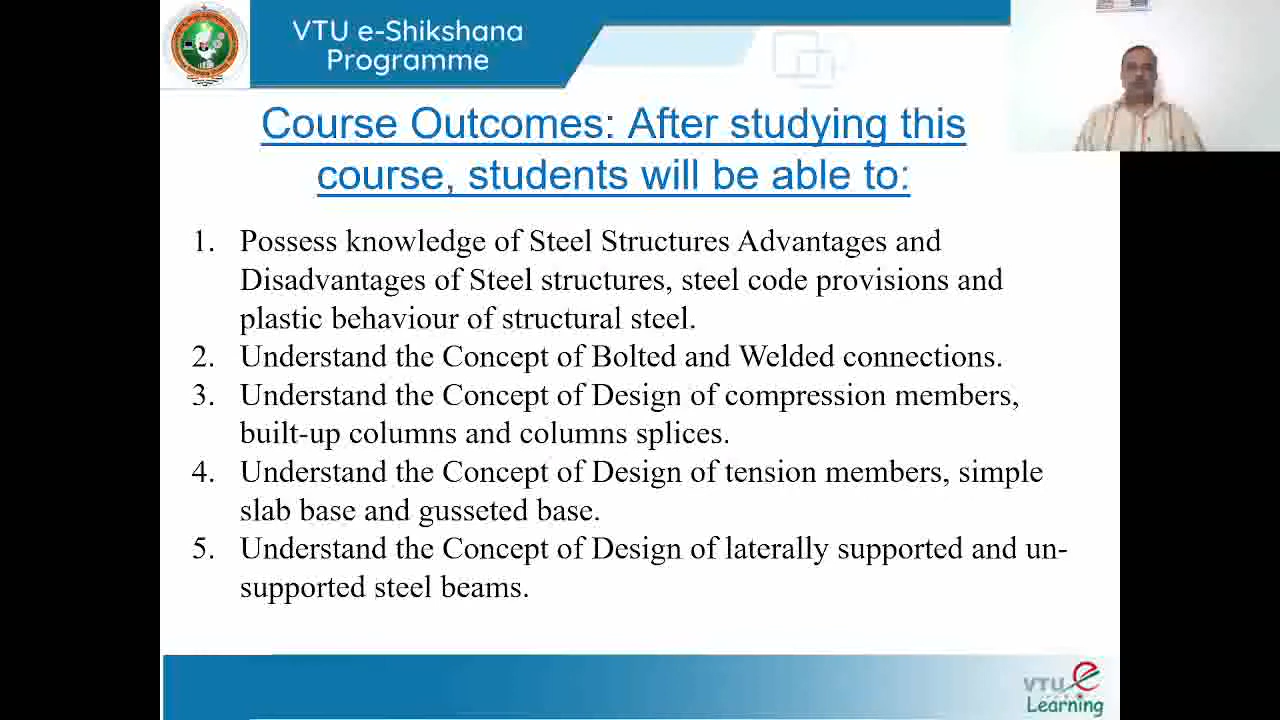 VTU e-Shikshana
Programme
Course Outcomes: After studying this
course, students will be able to:
1. Possess knowledge of Steel Structures Advantages and
Disadvantages of Steel structures, steel code provisions and
plastic behaviour of structural steel.
2. Understand the Concept of Bolted and Welded connections.
3. Understand the Concept of Design of compression members,
built-up columns and columns splices.
4. Understand the Concept of Design of tension members, simple
slab base and gusseted base.
5. Understand the Concept of Design of laterally supported and un-
supported steel beams.
VTU e
Learning